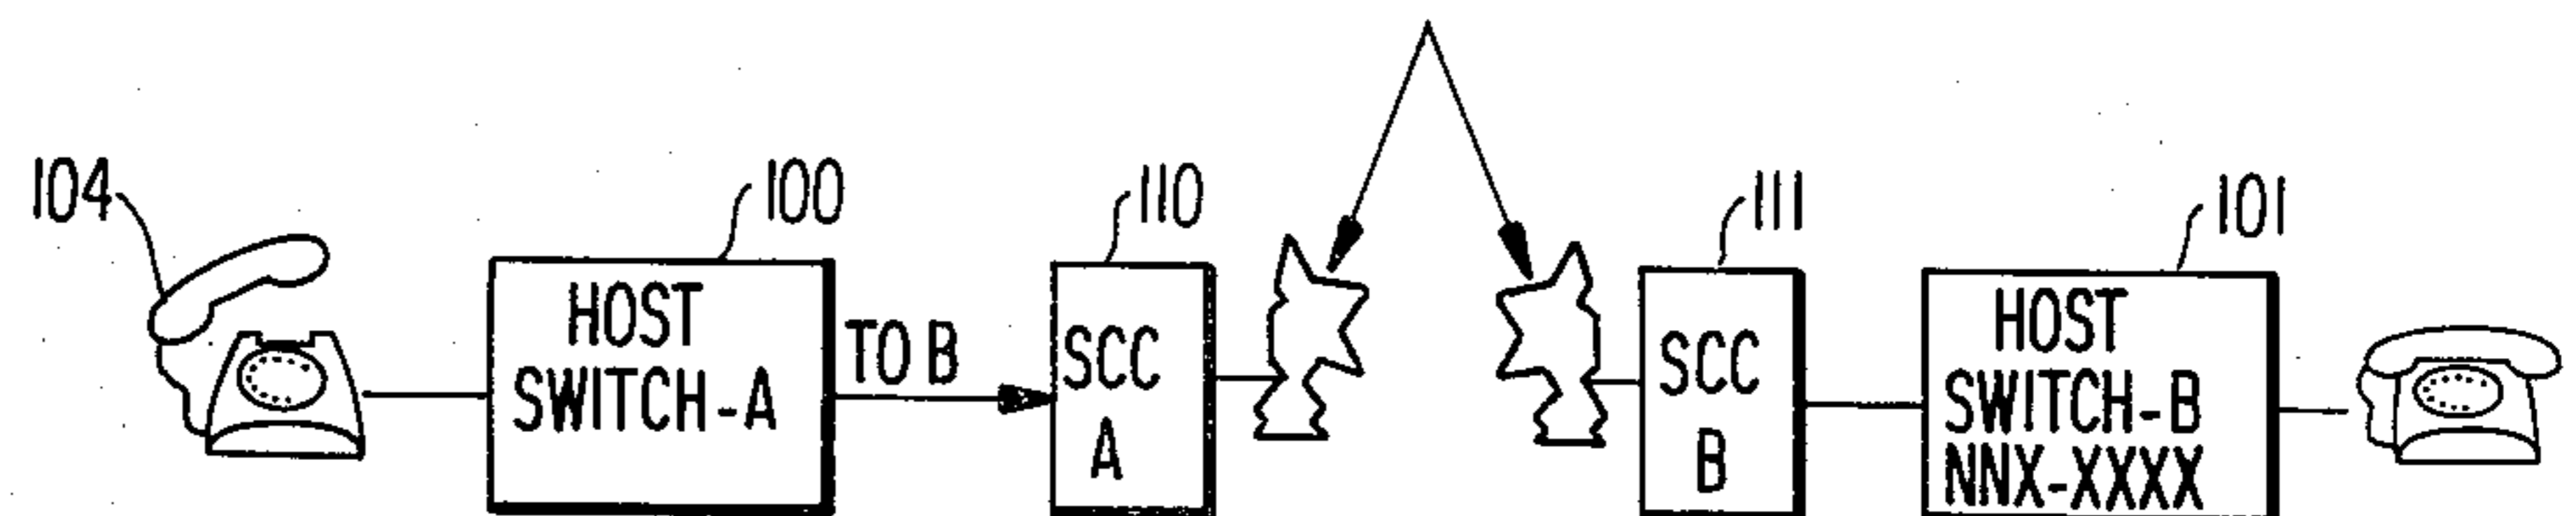 104
100
110
111
101
HOST
SWITCH-A
TO B
SCC
A
SCC
B
HOST
SWITCH-B
NNX-XXXX